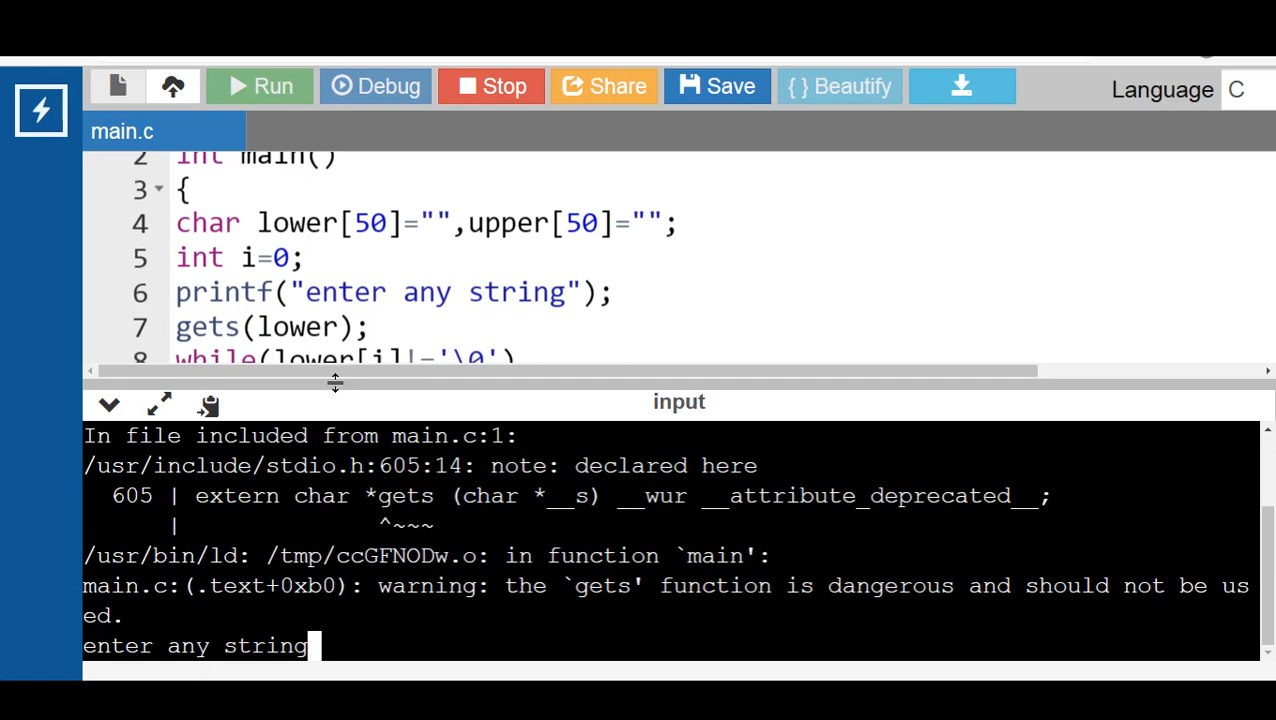 Run Debug Stop Share Save { } Beautify Language C
main.c
2 int main()
3 {
4 char lower[50]="",upper[50]="";
5 int i=0;
6 printf("enter any string");
7 gets(lower);
8 while(lower[i]!='\0')
input
In file included from main.c:1:
/usr/include/stdio.h:605:14: note: declared here
605 | extern char *gets (char *__s) __wur __attribute_deprecated__;
| ^~~~
/usr/bin/ld: /tmp/ccGFNODw.o: in function `main':
main.c:(.text+0xb0): warning: the `gets' function is dangerous and should not be us
ed.
enter any string